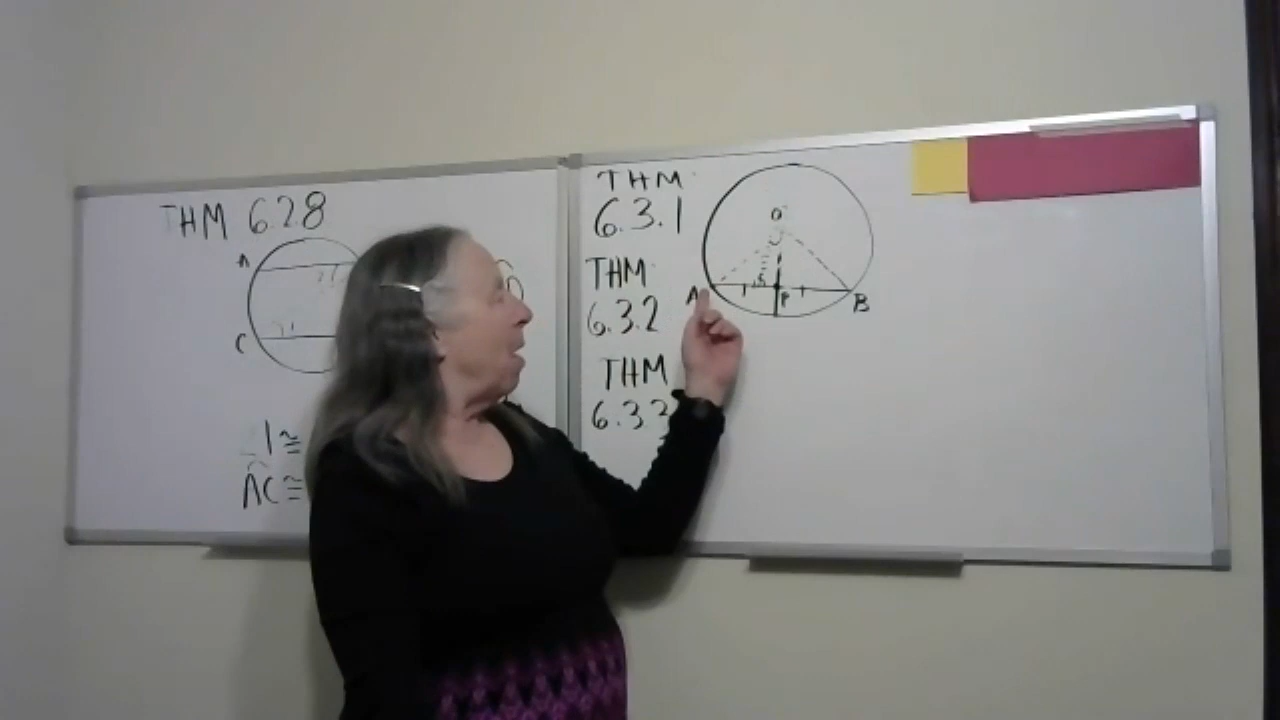 THM 6.2.8
A
C
1 ≅
AC ≅
THM
6.3.1
THM
6.3.2
THM
6.3.3
O
A
P
B